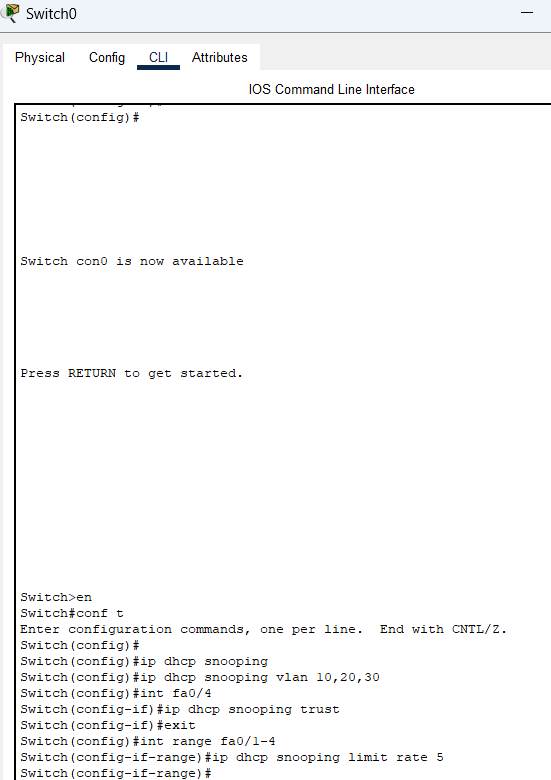 Switch0
Physical Config CLI Attributes
IOS Command Line Interface
Switch(config)#
Switch con0 is now available
Press RETURN to get started.
Switch>en
Switch#conf t
Enter configuration commands, one per line.  End with CNTL/Z.
Switch(config)#
Switch(config)#ip dhcp snooping
Switch(config)#ip dhcp snooping vlan 10,20,30
Switch(config)#int fa0/4
Switch(config-if)#ip dhcp snooping trust
Switch(config-if)#exit
Switch(config)#int range fa0/1-4
Switch(config-if-range)#ip dhcp snooping limit rate 5
Switch(config-if-range)#